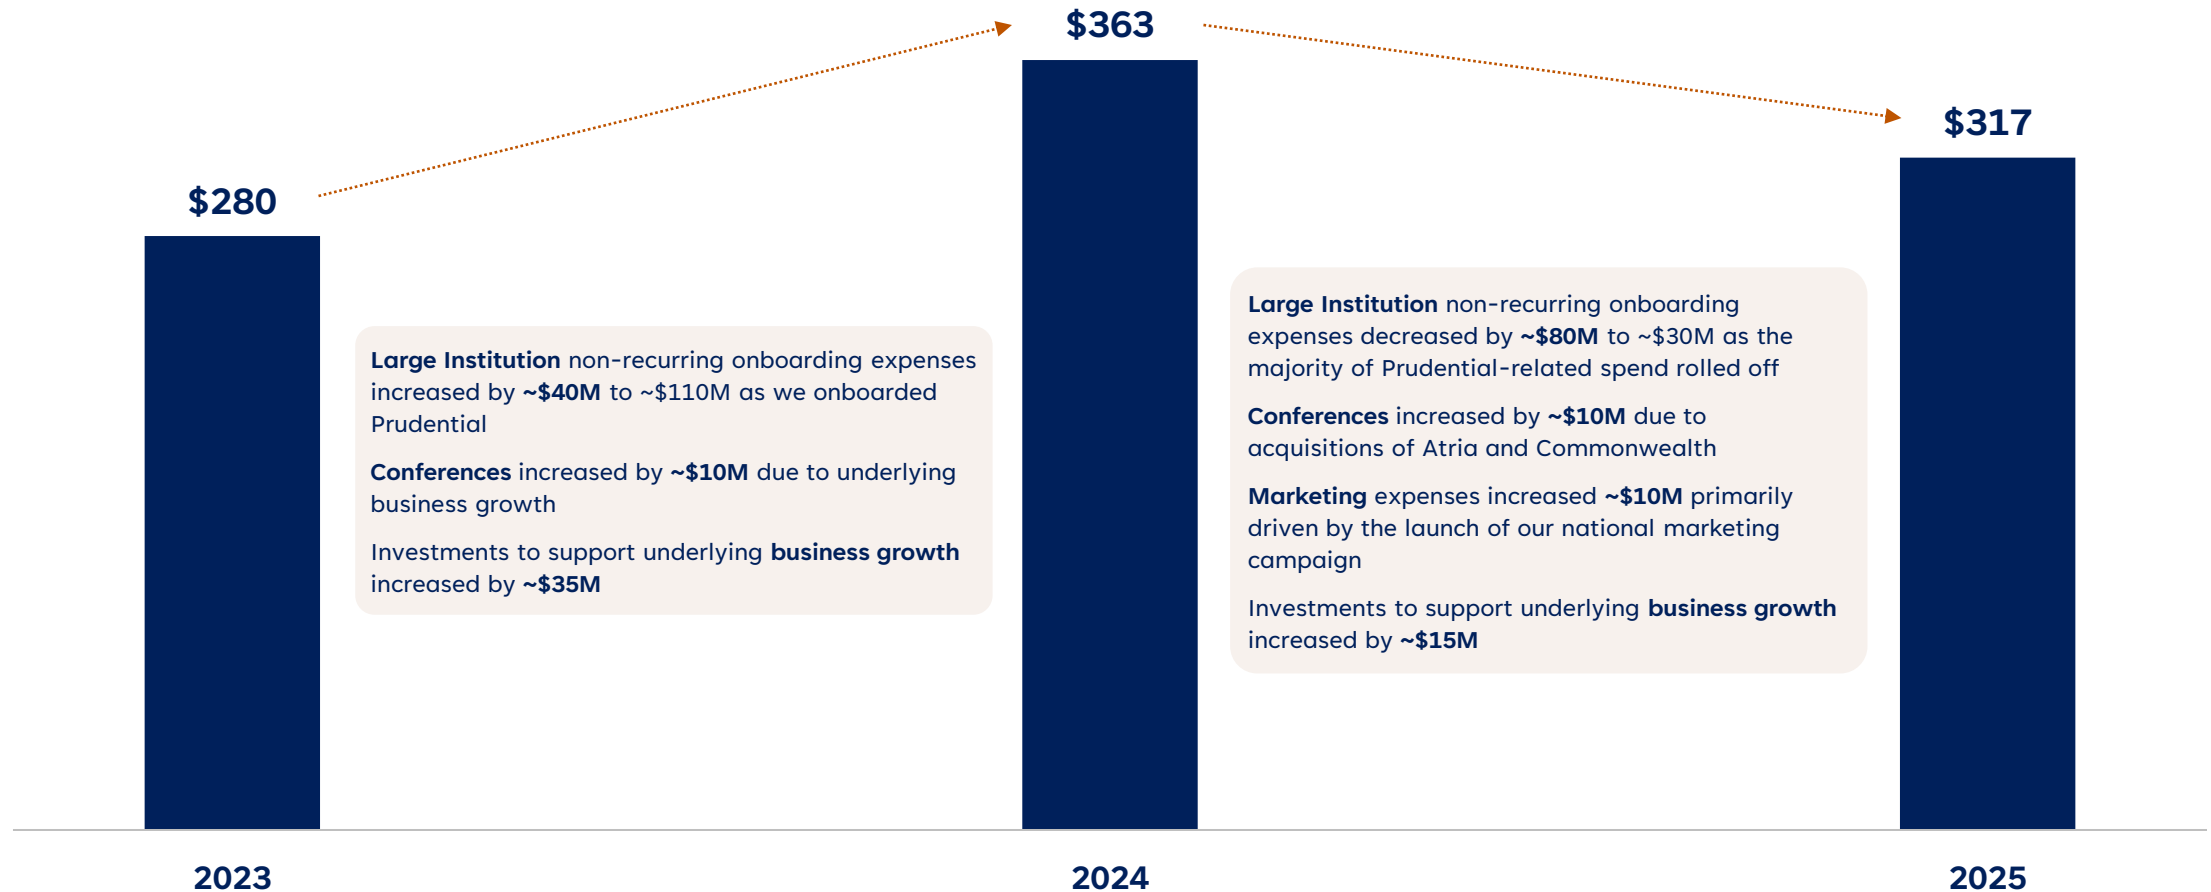 $280
$363
$317
Large Institution non-recurring onboarding expenses
increased by ~$40M to ~$110M as we onboarded
Prudential
Conferences increased by ~$10M due to underlying
business growth
Investments to support underlying business growth
increased by ~$35M
Large Institution non-recurring onboarding
expenses decreased by ~$80M to ~$30M as the
majority of Prudential-related spend rolled off
Conferences increased by ~$10M due to
acquisitions of Atria and Commonwealth
Marketing expenses increased ~$10M primarily
driven by the launch of our national marketing
campaign
Investments to support underlying business growth
increased by ~$15M
2023
2024
2025